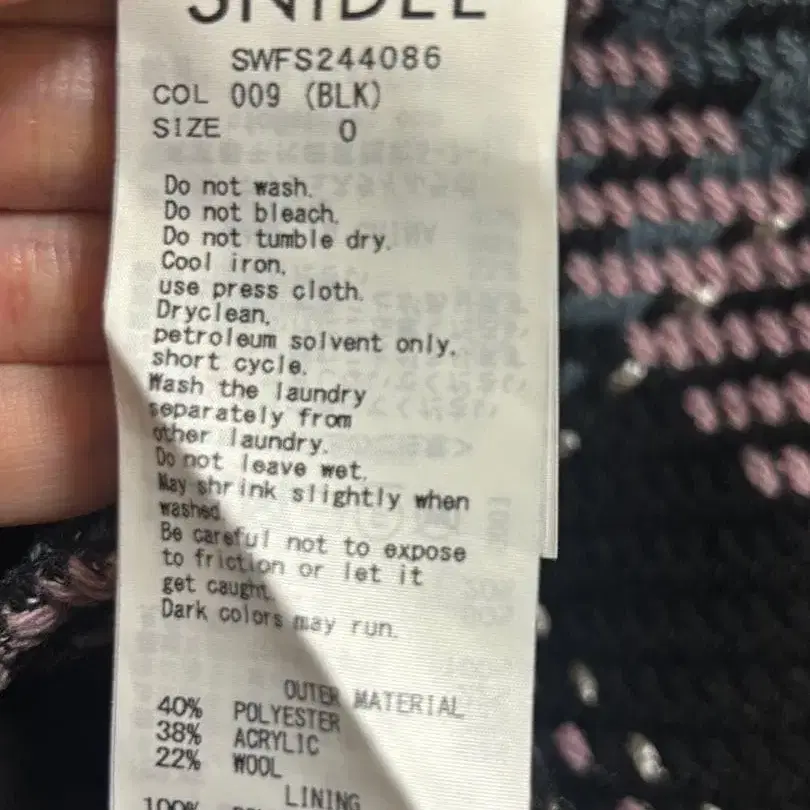 SNIDEL
SWFS244086
COL 009 (BLK)
SIZE 0
Do not wash.
Do not bleach.
Do not tumble dry.
Cool iron.
use press cloth.
Dryclean.
petroleum solvent only.
short cycle.
Wash the laundry
separately from
other laundry.
Do not leave wet.
May shrink slightly when
washed.
Be careful not to expose
to friction or let it
get caught.
Dark colors may run.
OUTER MATERIAL
40% POLYESTER
38% ACRYLIC
22% WOOL
LINING
100%